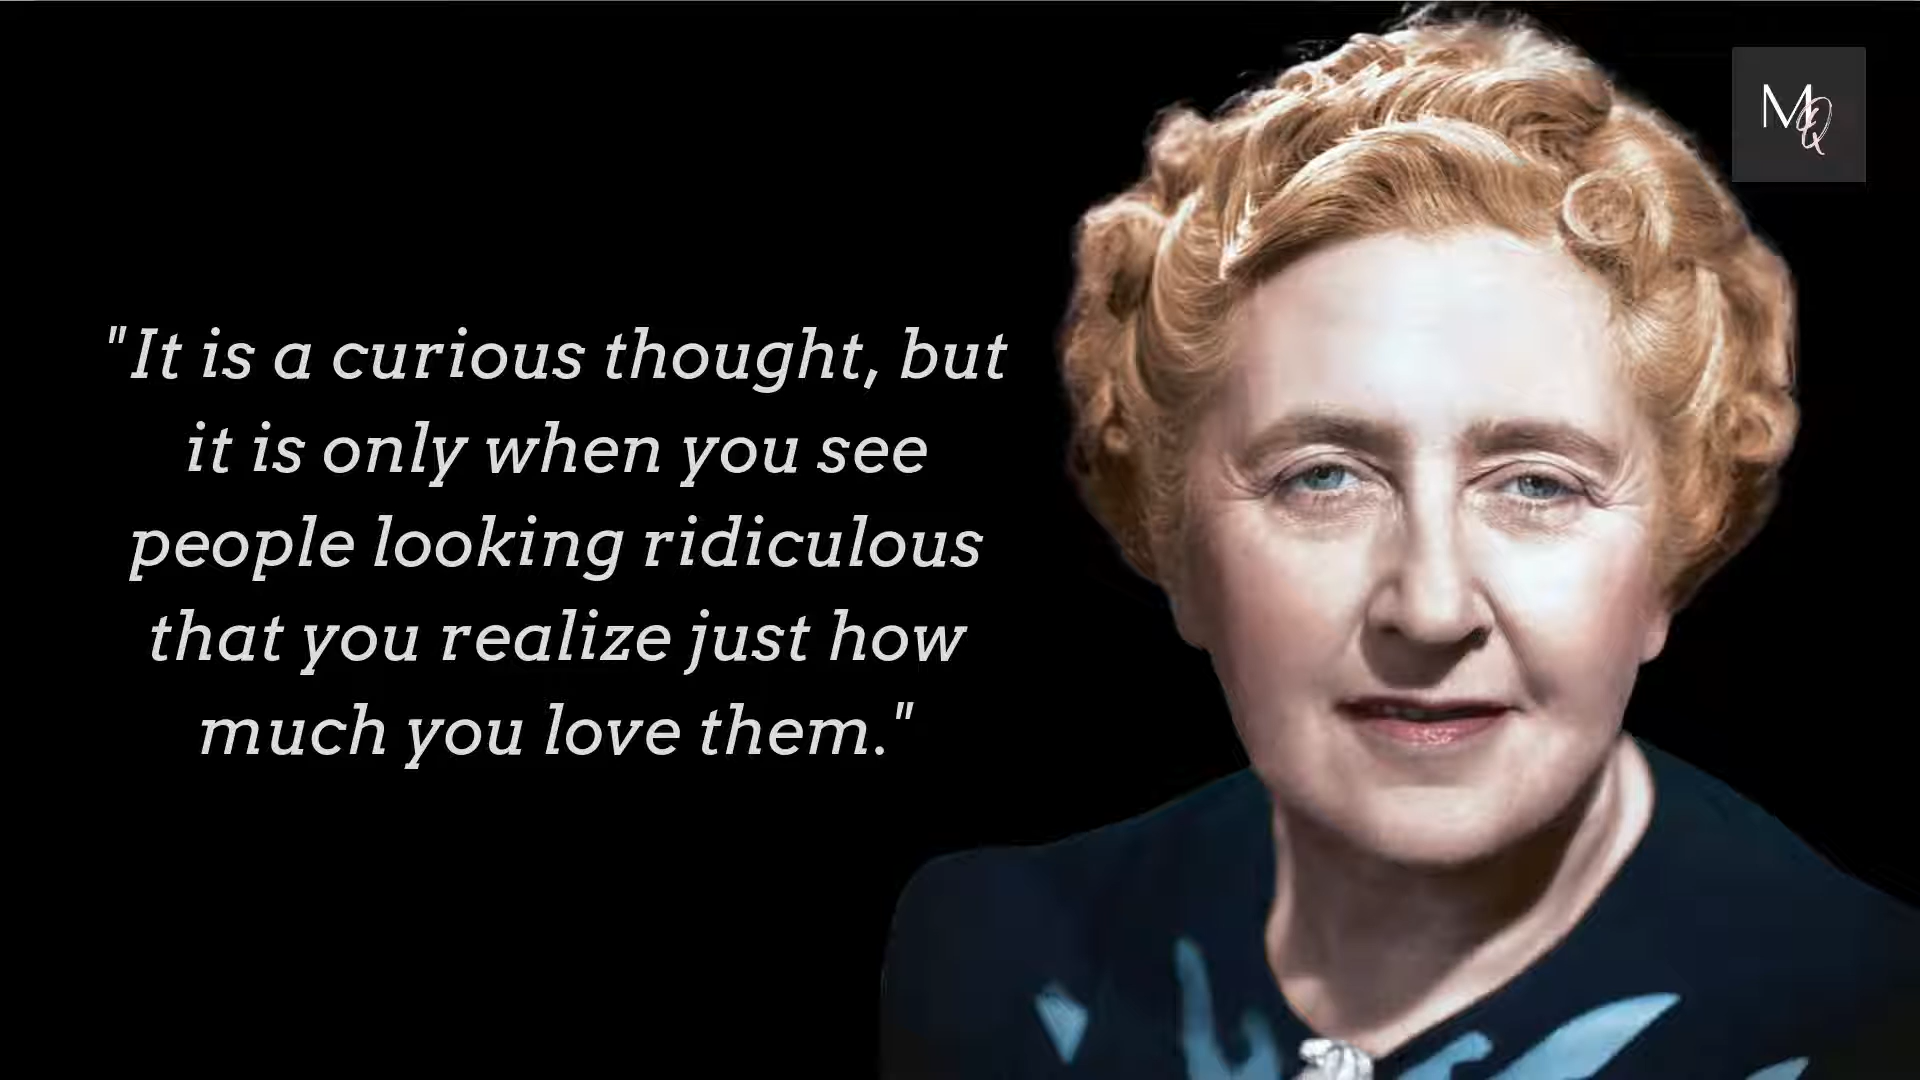 "It is a curious thought, but
it is only when you see
people looking ridiculous
that you realize just how
much you love them."
MQ